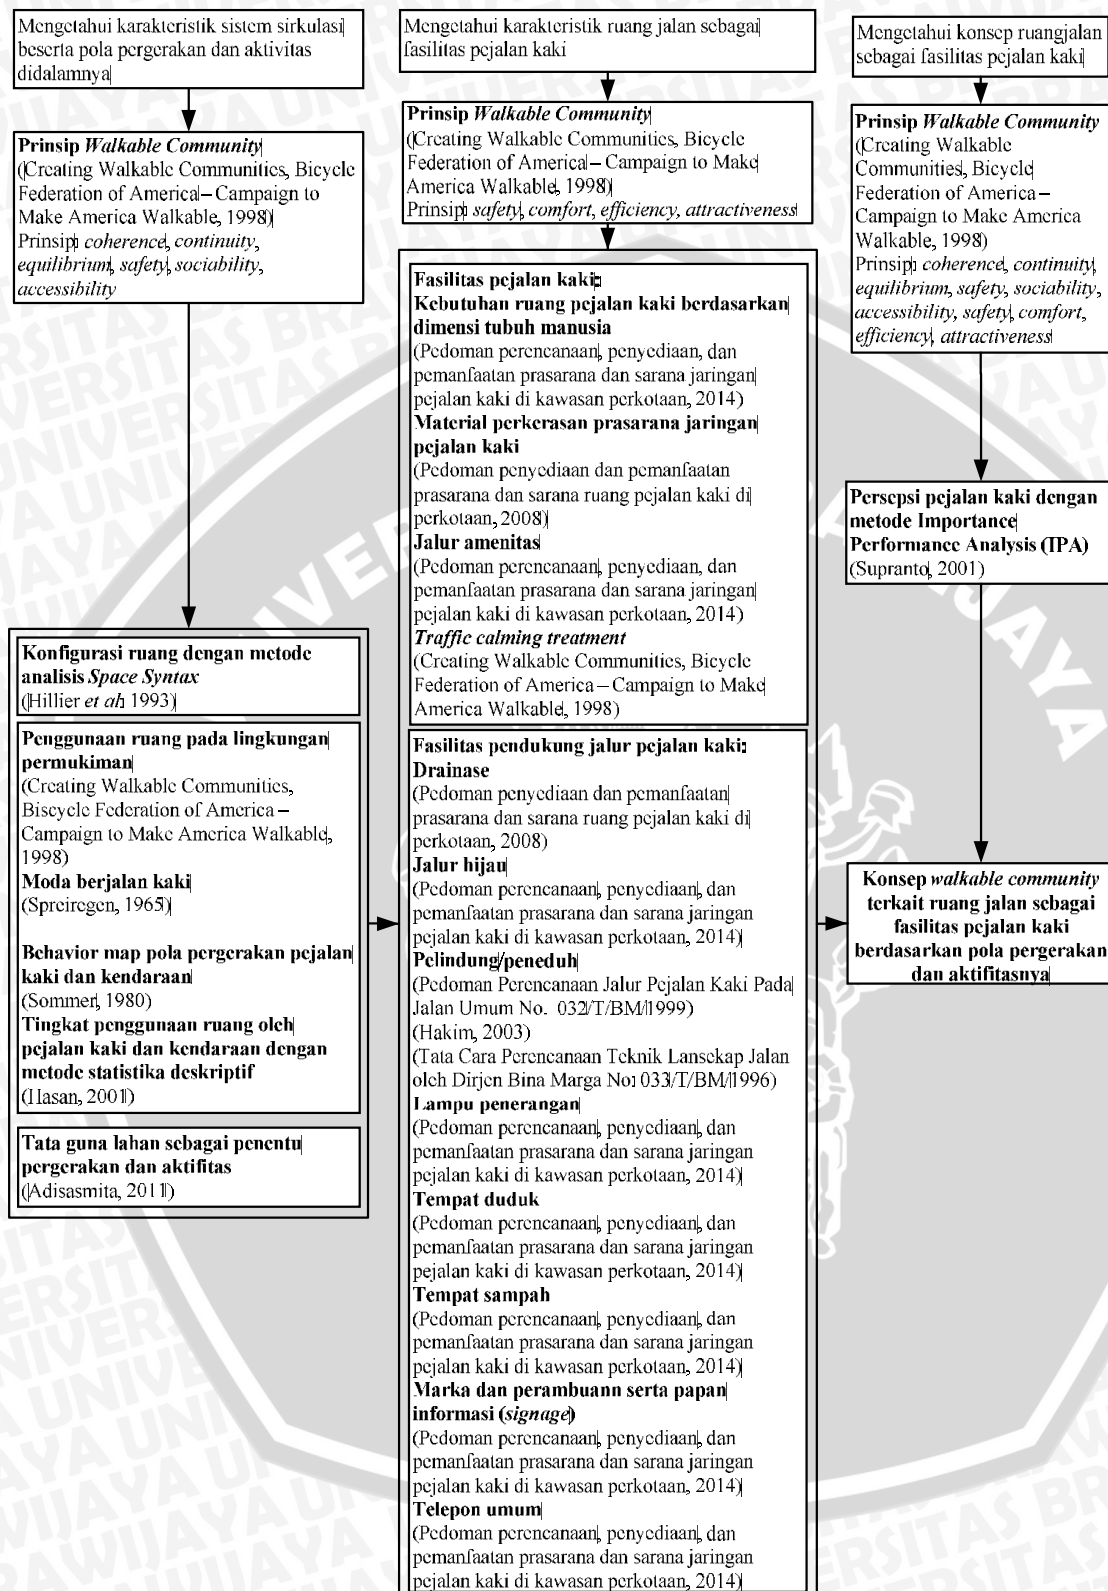 Mengetahui karakteristik sistem sirkulasi
beserta pola pergerakan dan aktivitas
didalamnya
Prinsip Walkable Community
(Creating Walkable Communities, Bicycle
Federation of America – Campaign to
Make America Walkable, 1998)
Prinsip: coherence, continuity,
equilibrium, safety, sociability,
accessibility
Konfigurasi ruang dengan metode
analisis Space Syntax
(Hillier et al: 1993)
Penggunaan ruang pada lingkungan
permukiman
(Creating Walkable Communities,
Biscycle Federation of America –
Campaign to Make America Walkable,
1998)
Moda berjalan kaki
(Spreiregen, 1965)
Behavior map pola pergerakan pejalan
kaki dan kendaraan
(Sommer, 1980)
Tingkat penggunaan ruang oleh
pejalan kaki dan kendaraan dengan
metode statistika deskriptif
(Hasan, 2001)
Tata guna lahan sebagai penentu
pergerakan dan aktifitas
(Adisasmita, 2011)
Mengetahui karakteristik ruang jalan sebagai
fasilitas pejalan kaki
Prinsip Walkable Community
(Creating Walkable Communities, Bicycle
Federation of America – Campaign to Make
America Walkable, 1998)
Prinsip: safety, comfort, efficiency, attractiveness
Fasilitas pejalan kaki:
Kebutuhan ruang pejalan kaki berdasarkan
dimensi tubuh manusia
(Pedoman perencanaan, penyediaan, dan
pemanfaatan prasarana dan sarana jaringan
pejalan kaki di kawasan perkotaan, 2014)
Material perkerasan prasarana jaringan
pejalan kaki
(Pedoman penyediaan dan pemanfaatan
prasarana dan sarana ruang pejalan kaki di
perkotaan, 2008)
Jalur amenitas
(Pedoman perencanaan, penyediaan, dan
pemanfaatan prasarana dan sarana jaringan
pejalan kaki di kawasan perkotaan, 2014)
Traffic calming treatment
(Creating Walkable Communities, Bicycle
Federation of America – Campaign to Make
America Walkable, 1998)
Fasilitas pendukung jalur pejalan kaki:
Drainase
(Pedoman penyediaan dan pemanfaatan
prasarana dan sarana ruang pejalan kaki di
perkotaan, 2008)
Jalur hijau
(Pedoman perencanaan, penyediaan, dan
pemanfaatan prasarana dan sarana jaringan
pejalan kaki di kawasan perkotaan, 2014)
Pelindung/peneduh
(Pedoman Perencanaan Jalur Pejalan Kaki Pada
Jalan Umum No. 032/T/BM/1999)
(Hakim, 2003)
(Tata Cara Perencanaan Teknik Lansekap Jalan
oleh Dirjen Bina Marga No: 033/T/BM/1996)
Lampu penerangan
(Pedoman perencanaan, penyediaan, dan
pemanfaatan prasarana dan sarana jaringan
pejalan kaki di kawasan perkotaan, 2014)
Tempat duduk
(Pedoman perencanaan, penyediaan, dan
pemanfaatan prasarana dan sarana jaringan
pejalan kaki di kawasan perkotaan, 2014)
Tempat sampah
(Pedoman perencanaan, penyediaan, dan
pemanfaatan prasarana dan sarana jaringan
pejalan kaki di kawasan perkotaan, 2014)
Marka dan perambuann serta papan
informasi (signage)
(Pedoman perencanaan, penyediaan, dan
pemanfaatan prasarana dan sarana jaringan
pejalan kaki di kawasan perkotaan, 2014)
Telepon umum
(Pedoman perencanaan, penyediaan, dan
pemanfaatan prasarana dan sarana jaringan
pejalan kaki di kawasan perkotaan, 2014)
Mengetahui konsep ruangjalan
sebagai fasilitas pejalan kaki
Prinsip Walkable Community
(Creating Walkable
Communities, Bicycle
Federation of America –
Campaign to Make America
Walkable, 1998)
Prinsip: coherence, continuity,
equilibrium, safety, sociability,
accessibility, safety, comfort,
efficiency, attractiveness
Persepsi pejalan kaki dengan
metode Importance
Performance Analysis (IPA)
(Supranto, 2001)
Konsep walkable community
terkait ruang jalan sebagai
fasilitas pejalan kaki
berdasarkan pola pergerakan
dan aktifitasnya